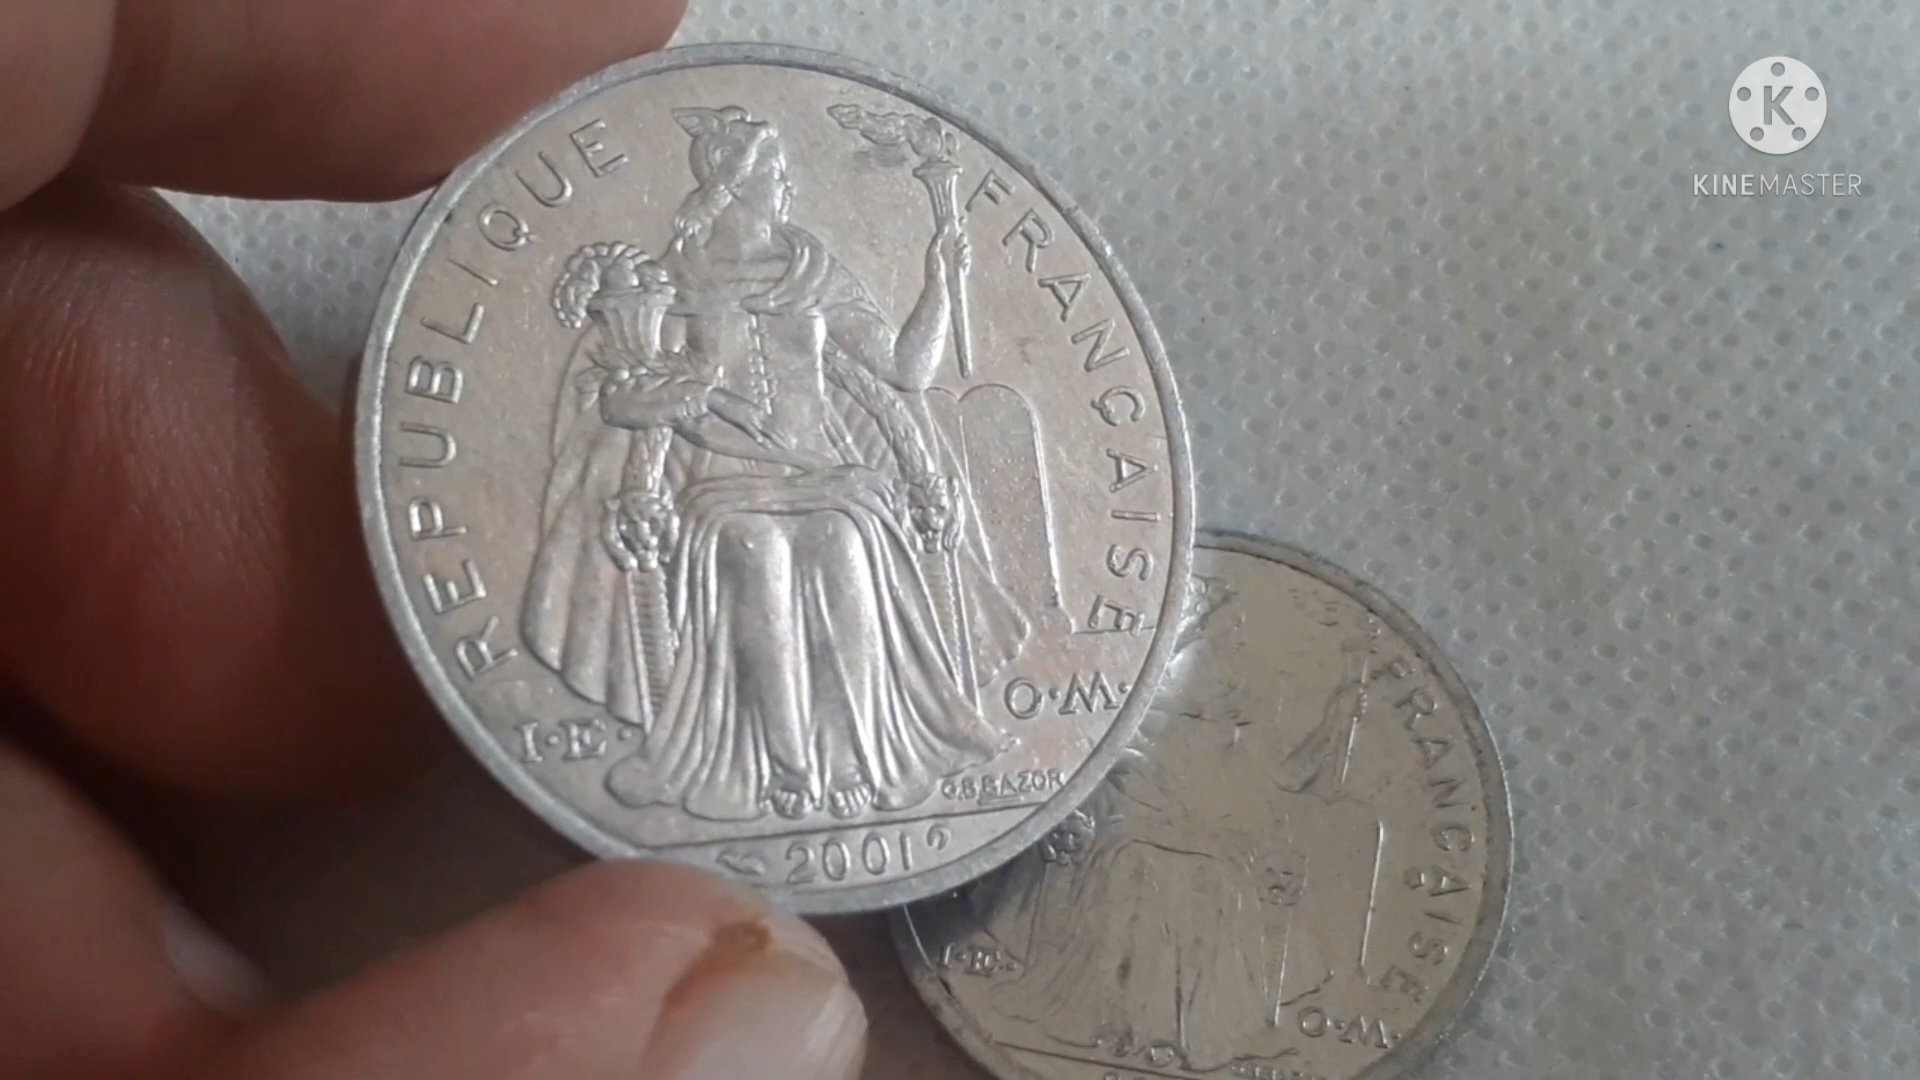 KINEMASTER
REPUBLIQUE FRANÇAISE
I·E·
O·M·
G.B.BAZOR
2001
FRANÇAISE
I·E·
O·M·